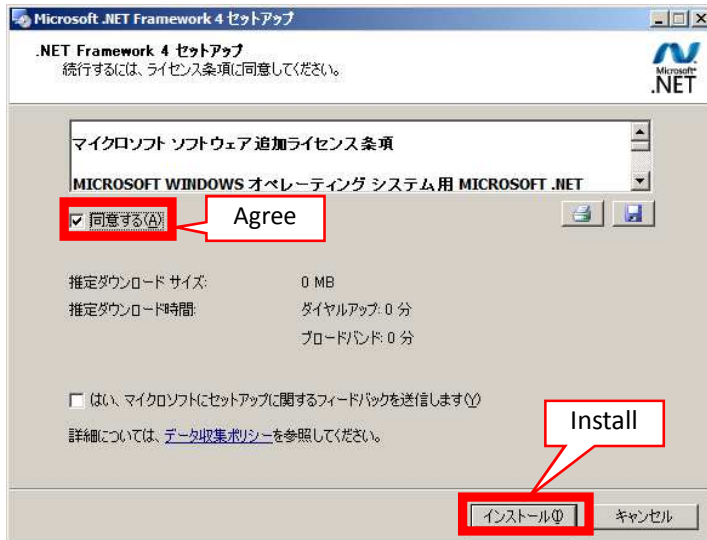 Microsoft .NET Framework 4 セットアップ
.NET Framework 4 セットアップ
続行するには、ライセンス条項に同意してください。
Microsoft
.NET
マイクロソフト ソフトウェア追加ライセンス条項
MICROSOFT WINDOWS オペレーティング システム用 MICROSOFT .NET
同意する(A)
Agree
推定ダウンロード サイズ: 0 MB
推定ダウンロード時間: ダイヤルアップ: 0 分
ブロードバンド: 0 分
はい、マイクロソフトにセットアップに関するフィードバックを送信します(Y)
Install
詳細については、データ収集ポリシーを参照してください。
インストール(I) キャンセル